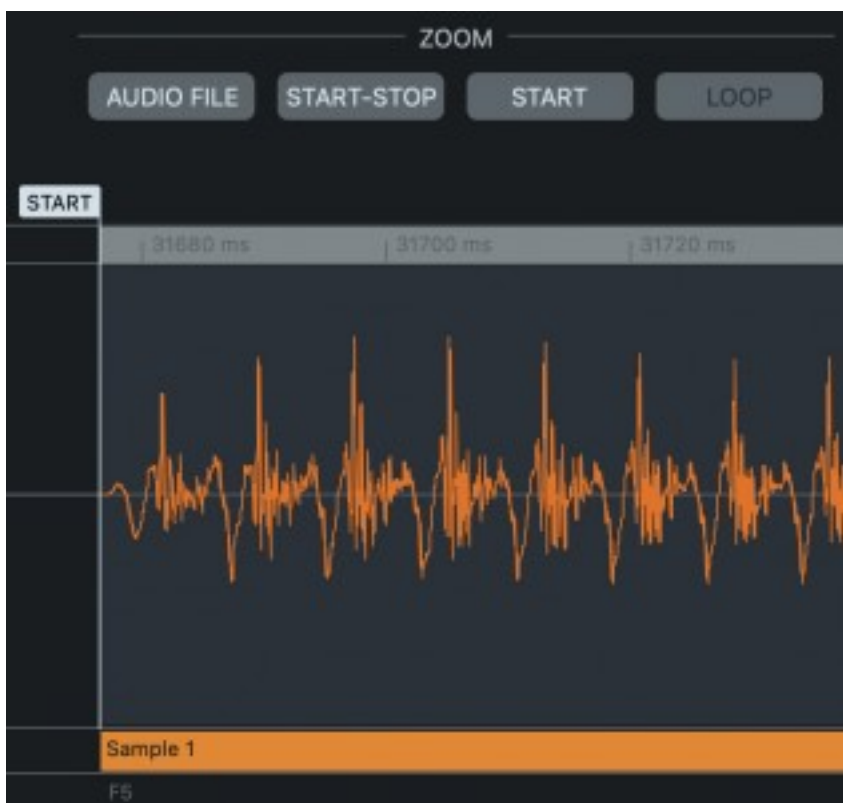 ZOOM
AUDIO FILE START-STOP START LOOP
START
31680 ms 31700 ms 31720 ms
Sample 1
F5